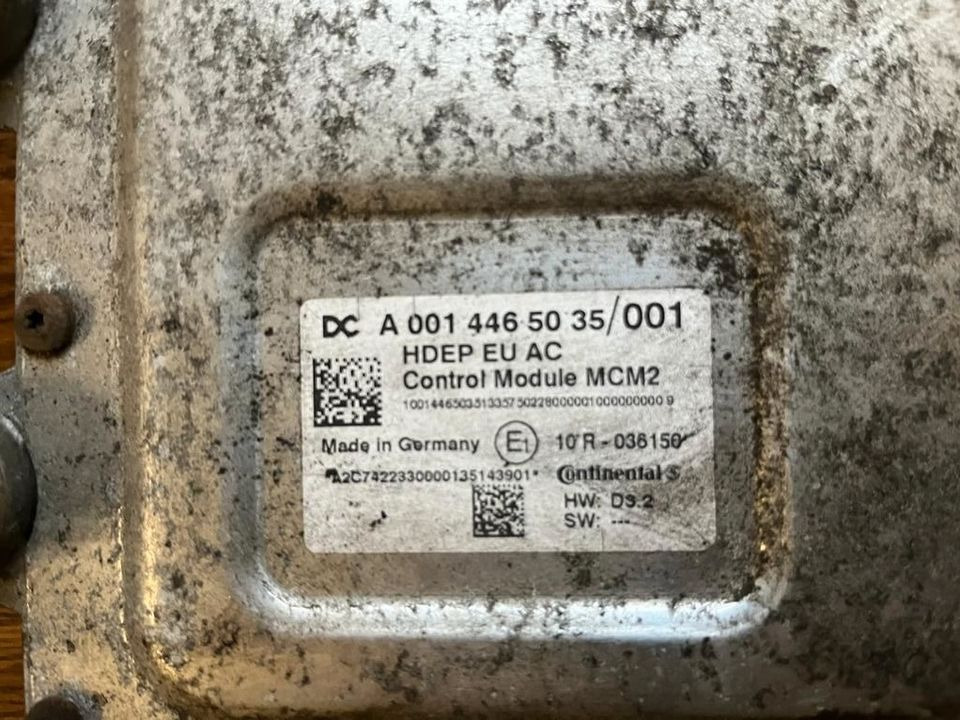 DC A 001 446 50 35/001
HDEP EU AC
Control Module MCM2
10014465035133575022800000100000000009
Made in Germany E1 10 R - 036150
*A2C7422330000135143901* Continental
HW: D3.2
SW: ---